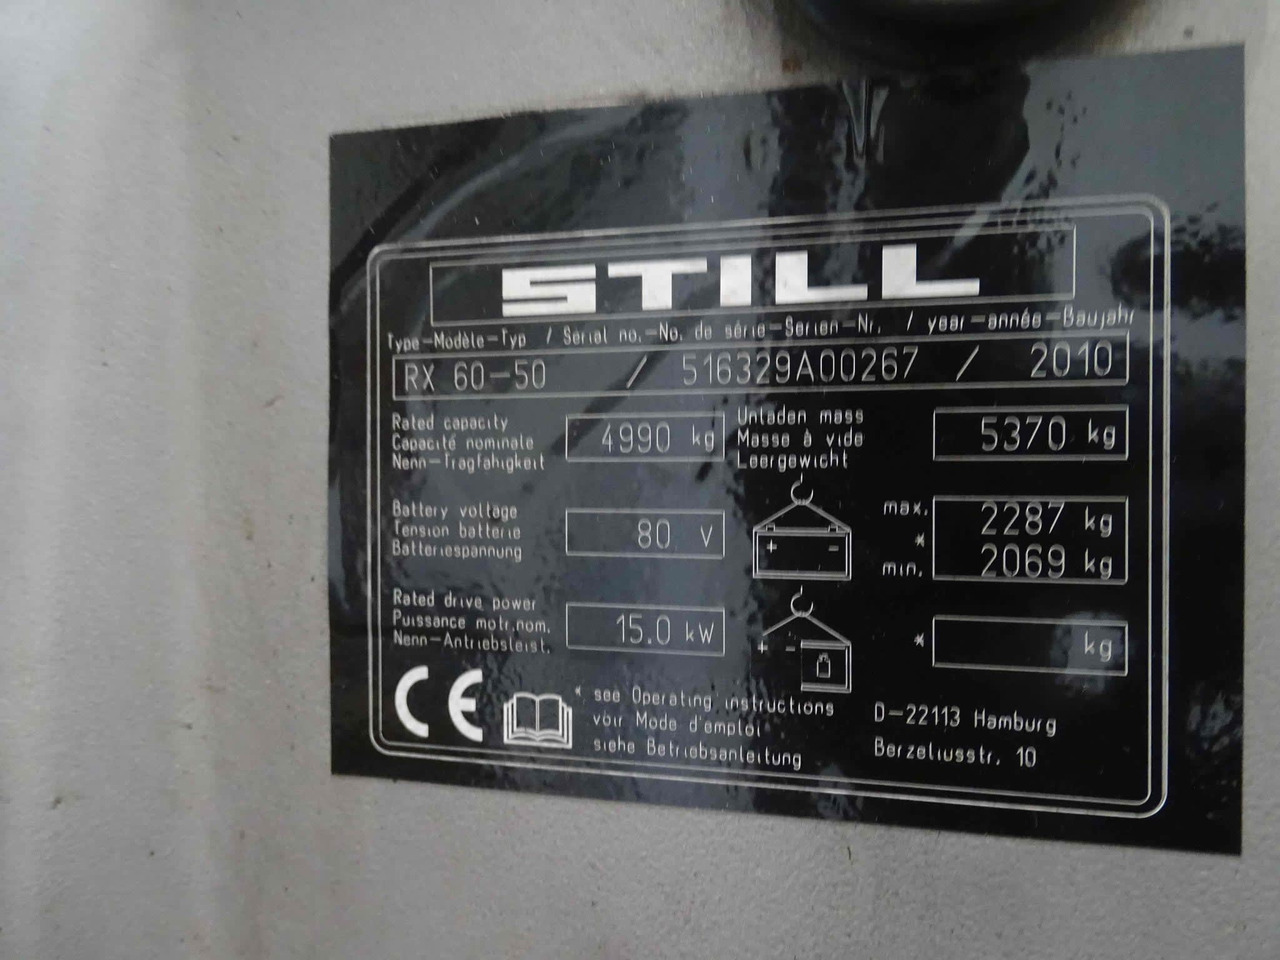 STILL
Type-Modèle-Typ / Serial no.-No. de série-Serien-Nr. / year-année-Baujahr
RX 60-50 / 516329A00267 / 2010
Rated capacity
Capacité nominale
Nenn-Tragfähigkeit
4990 kg
Unladen mass
Masse à vide
Leergewicht
5370 kg
Battery voltage
Tension batterie
Batteriespannung
80 V
+ -
max. 2287 kg
*
min. 2069 kg
Rated drive power
Puissance motr.nom.
Nenn-Antriebsleist.
15.0 kW
+ -
* kg
CE
* see Operating instructions
voir Mode d'emploi
siehe Betriebsanleitung
D-22113 Hamburg
Berzeliusstr. 10